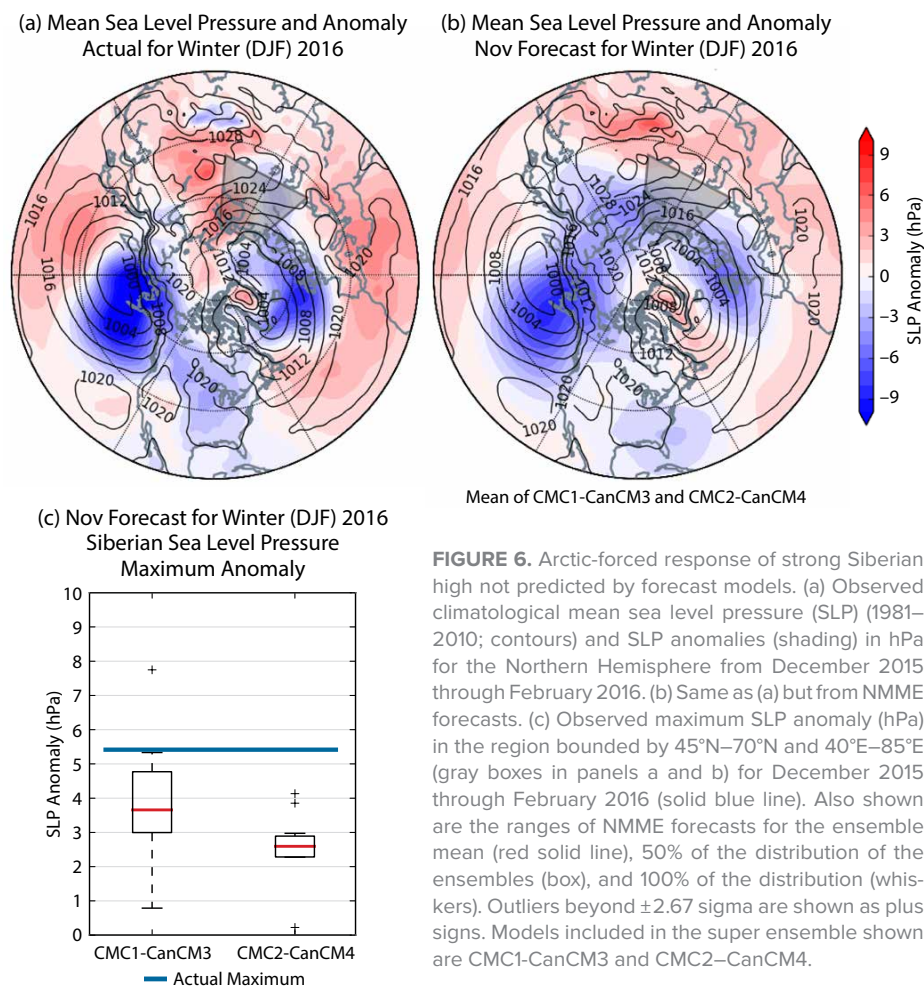 (a) Mean Sea Level Pressure and Anomaly
Actual for Winter (DJF) 2016
(b) Mean Sea Level Pressure and Anomaly
Nov Forecast for Winter (DJF) 2016
1028
1024
1016
1016
1012
1016
1004
1012
1008
1020
1020
1000
1004
1008
1004
1020
1008
1012
1020
1020
1020
1016
1028
1024
1016
1020
1016
1008
1020
1012
1004
1000
1012
1004
1008
1004
1012
1020
1020
1020
9
6
3
0
−3
−6
−9
SLP Anomaly (hPa)
Mean of CMC1-CanCM3 and CMC2-CanCM4
(c) Nov Forecast for Winter (DJF) 2016
Siberian Sea Level Pressure
Maximum Anomaly
10
9
8
7
6
5
4
3
2
1
0
SLP Anomaly (hPa)
CMC1-CanCM3
CMC2-CanCM4
Actual Maximum
FIGURE 6. Arctic-forced response of strong Siberian
high not predicted by forecast models. (a) Observed
climatological mean sea level pressure (SLP) (1981–
2010; contours) and SLP anomalies (shading) in hPa
for the Northern Hemisphere from December 2015
through February 2016. (b) Same as (a) but from NMME
forecasts. (c) Observed maximum SLP anomaly (hPa)
in the region bounded by 45°N–70°N and 40°E–85°E
(gray boxes in panels a and b) for December 2015
through February 2016 (solid blue line). Also shown
are the ranges of NMME forecasts for the ensemble
mean (red solid line), 50% of the distribution of the
ensembles (box), and 100% of the distribution (whis-
kers). Outliers beyond ±2.67 sigma are shown as plus
signs. Models included in the super ensemble shown
are CMC1-CanCM3 and CMC2–CanCM4.